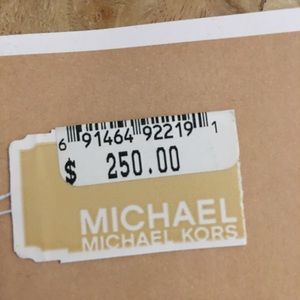 6 91464 92219 1
$ 250.00
MICHAEL
MICHAEL KORS